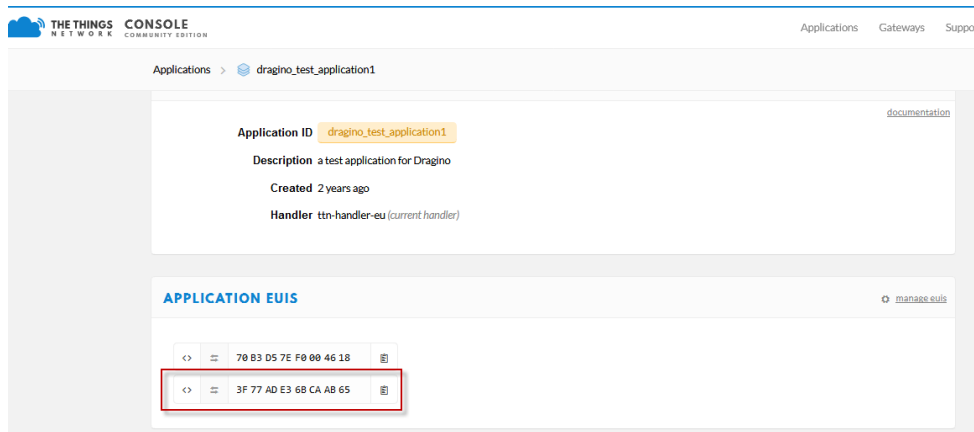 THE THINGS CONSOLE
NETWORK COMMUNITY EDITION
Applications Gateways Suppo
Applications > dragino_test_application1
documentation
Application ID dragino_test_application1
Description a test application for Dragino
Created 2 years ago
Handler ttn-handler-eu (current handler)
APPLICATION EUIS
manage euis
<> 70 B3 D5 7E F0 00 46 18
<> 3F 77 AD E3 6B CA AB 65